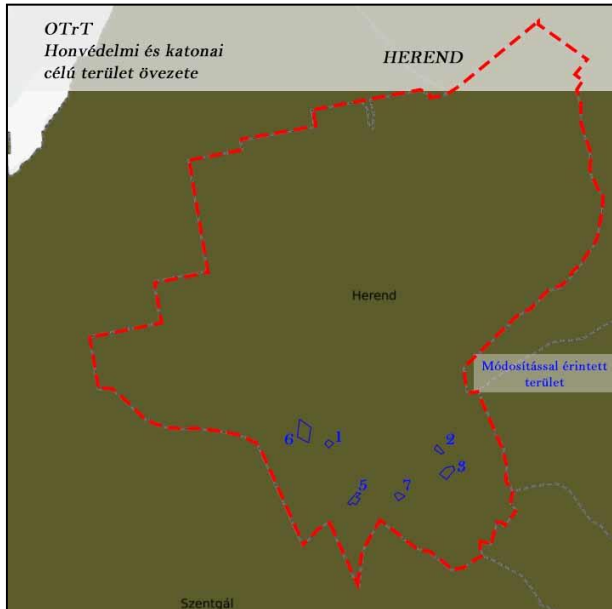 OTrT
Honvédelmi és katonai
célú terület övezete
HEREND
Herend
Módosítással érintett
terület
6
1
2
3
5
7
Szentgál